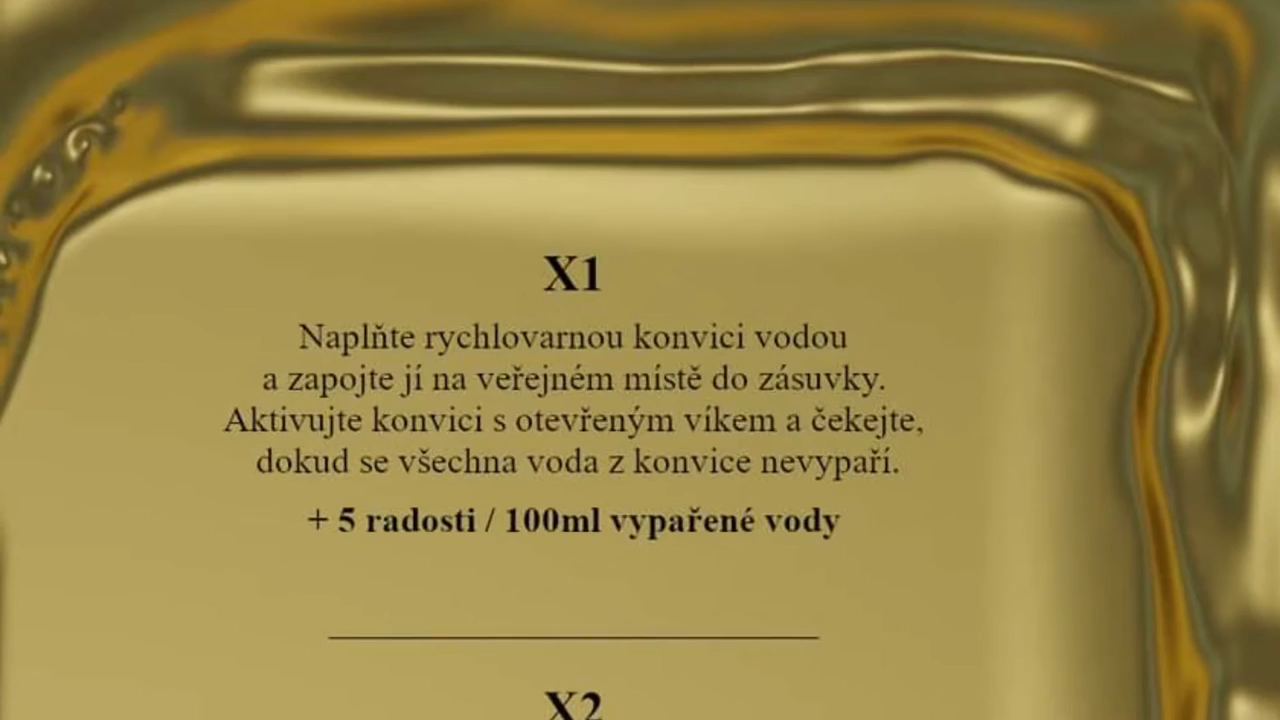 X1
Naplňte rychlovarnou konvici vodou
a zapojte jí na veřejném místě do zásuvky.
Aktivujte konvici s otevřeným víkem a čekejte,
dokud se všechna voda z konvice nevypaří.
+ 5 radosti / 100ml vypařené vody
X2